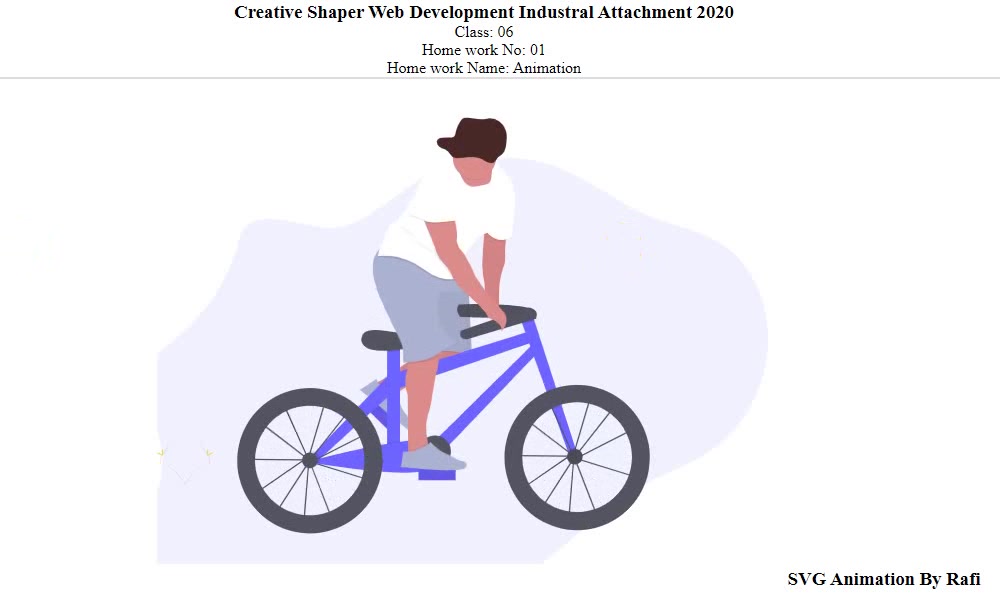 Creative Shaper Web Development Industral Attachment 2020
Class: 06
Home work No: 01
Home work Name: Animation
SVG Animation By Rafi